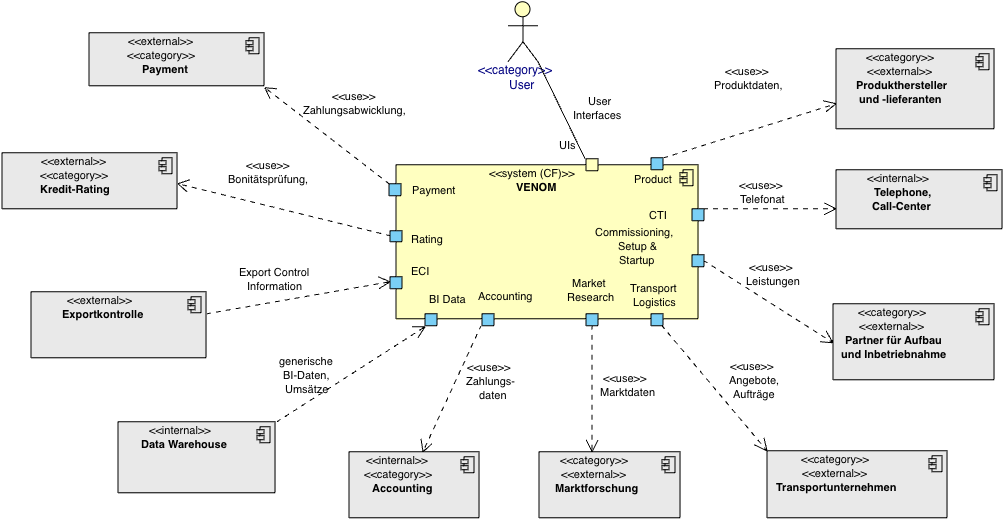 <<external>>
<<category>>
Payment
<<use>>
Zahlungsabwicklung,
<<category>>
User
User
Interfaces
UIs
<<use>>
Produktdaten,
<<category>>
<<external>>
Produkthersteller
und -lieferanten
<<external>>
<<category>>
Kredit-Rating
<<use>>
Bonitätsprüfung,
<<system (CF)>>
VENOM
Payment
Rating
ECI
BI Data
Accounting
Market
Research
Transport
Logistics
Product
CTI
Commissioning,
Setup &
Startup
<<use>>
Telefonat
<<internal>>
Telephone,
Call-Center
<<external>>
Exportkontrolle
Export Control
Information
<<use>>
Leistungen
<<category>>
<<external>>
Partner für Aufbau
und Inbetriebnahme
generische
BI-Daten,
Umsätze
<<internal>>
Data Warehouse
<<use>>
Zahlungs-
daten
<<internal>>
<<category>>
Accounting
<<use>>
Marktdaten
<<category>>
<<external>>
Marktforschung
<<use>>
Angebote,
Aufträge
<<category>>
<<external>>
Transportunternehmen